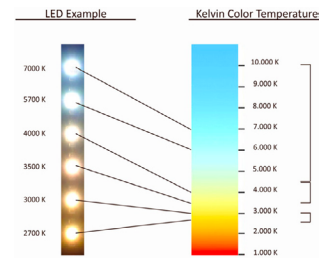 LED Example
Kelvin Color Temperatures
7000 K
5700 K
4000 K
3500 K
3000 K
2700 K
10.000 K
9.000 K
8.000 K
7.000 K
6.000 K
5.000 K
4.000 K
3.000 K
2.000 K
1.000 K